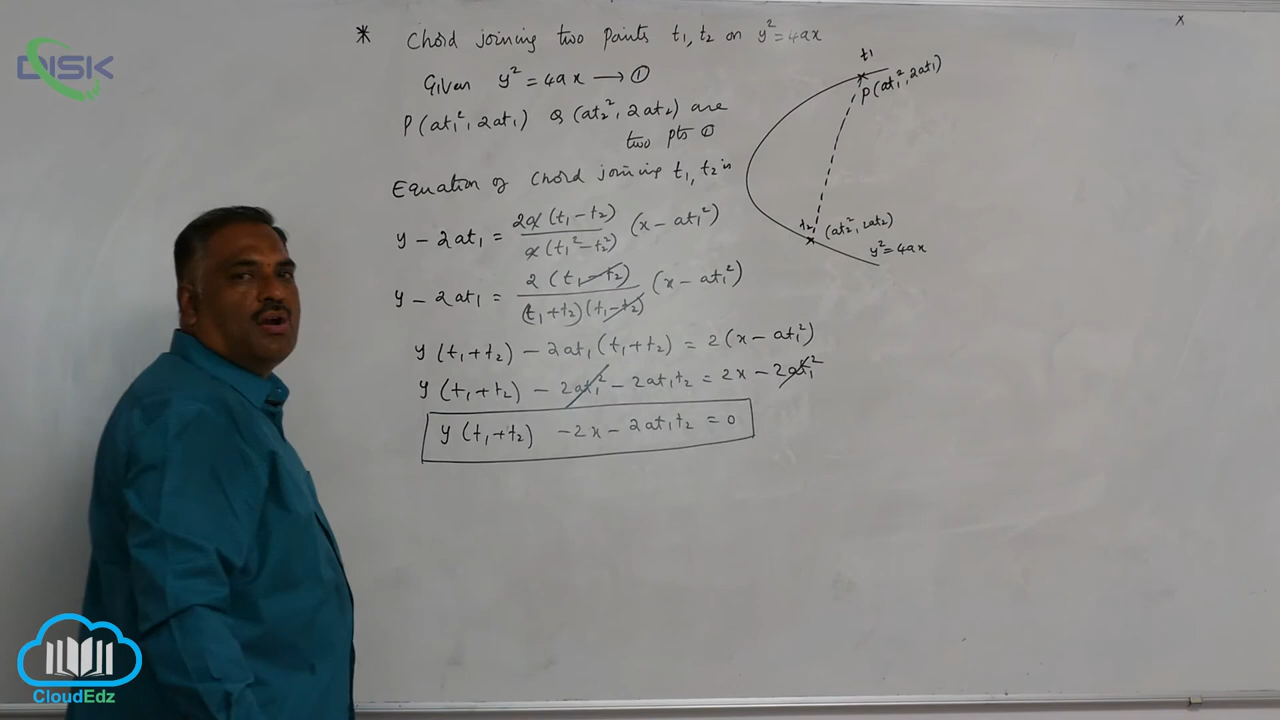 DISK
* Chord joining two points t₁, t₂ on y² = 4ax
Given y² = 4ax → ①
P(at₁², 2at₁) Q(at₂², 2at₂) are
two pts ①
Equation of chord joining t₁, t₂ is
y − 2at₁ = 2a(t₁ − t₂) / a(t₁² − t₂²) (x − at₁²)
y − 2at₁ = 2(t₁ − t₂) / (t₁ + t₂)(t₁ − t₂) (x − at₁²)
y(t₁ + t₂) − 2at₁(t₁ + t₂) = 2(x − at₁²)
y(t₁ + t₂) − 2at₁² − 2at₁t₂ = 2x − 2at₁²
y(t₁ + t₂) − 2x − 2at₁t₂ = 0
x
t₁
P(at₁², 2at₁)
t₂ (at₂², 2at₂)
y² = 4ax
CloudEdz